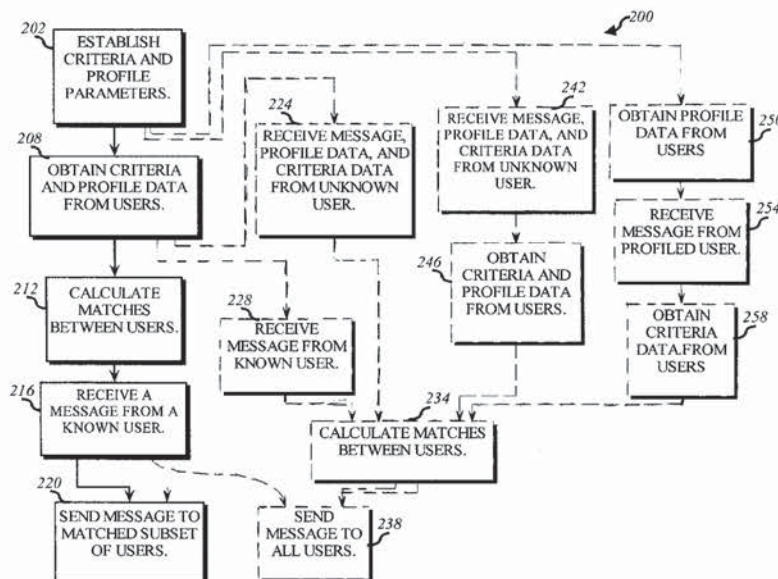 200
202
ESTABLISH
CRITERIA AND
PROFILE
PARAMETERS.
208
OBTAIN CRITERIA
AND PROFILE DATA
FROM USERS.
212
CALCULATE
MATCHES
BETWEEN USERS.
216
RECEIVE A
MESSAGE FROM A
KNOWN USER.
220
SEND MESSAGE TO
MATCHED SUBSET
OF USERS.
224
RECEIVE MESSAGE,
PROFILE DATA, AND
CRITERIA DATA
FROM UNKNOWN
USER.
228
RECEIVE
MESSAGE FROM
KNOWN USER.
234
CALCULATE MATCHES
BETWEEN USERS.
SEND
MESSAGE TO
ALL USERS.
238
242
RECEIVE MESSAGE,
PROFILE DATA, AND
CRITERIA DATA
FROM UNKNOWN
USER.
246
OBTAIN
CRITERIA AND
PROFILE DATA
FROM USERS.
OBTAIN PROFILE
DATA FROM
USERS
250
RECEIVE
MESSAGE FROM
PROFILED USER.
254
OBTAIN
CRITERIA
DATA.FROM
USERS
258